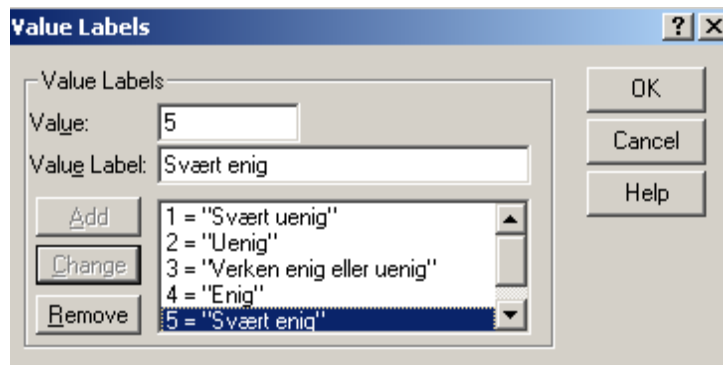 Value Labels
Value Labels
OK
Value: 5
Cancel
Value Label: Svært enig
Help
Add
1 = "Svært uenig"
2 = "Uenig"
Change
3 = "Verken enig eller uenig"
4 = "Enig"
Remove
5 = "Svært enig"